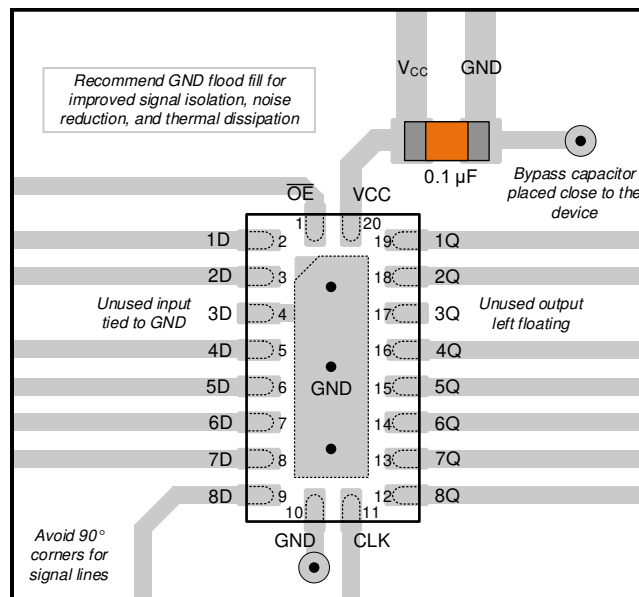 Recommend GND flood fill for
improved signal isolation, noise
reduction, and thermal dissipation
VCC GND
0.1 µF
Bypass capacitor
placed close to the
device
OE VCC
1 20
1D 2 19 1Q
2D 3 18 2Q
Unused input
tied to GND
3D 4 17 3Q
Unused output
left floating
4D 5 16 4Q
5D 6 GND 15 5Q
6D 7 14 6Q
7D 8 13 7Q
8D 9 12 8Q
10 11
GND CLK
Avoid 90°
corners for
signal lines